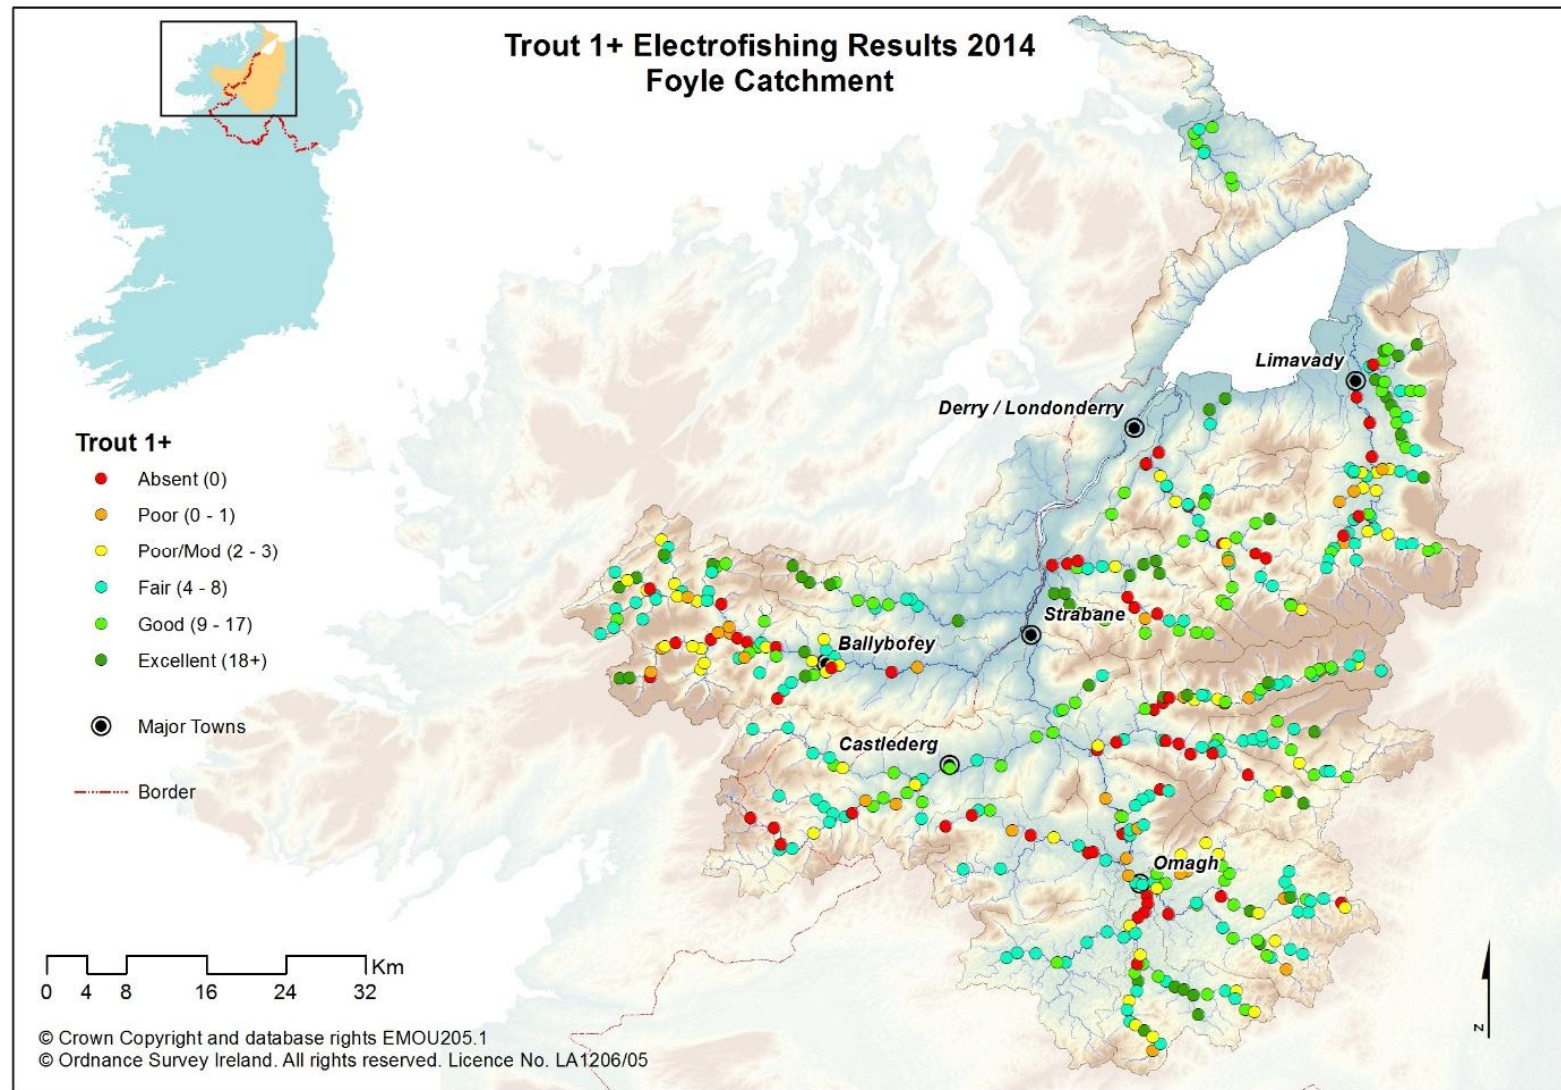 Trout 1+ Electrofishing Results 2014
Foyle Catchment
Limavady
Derry / Londonderry
Strabane
Ballybofey
Castlederg
Omagh
Trout 1+
Absent (0)
Poor (0 - 1)
Poor/Mod (2 - 3)
Fair (4 - 8)
Good (9 - 17)
Excellent (18+)
Major Towns
Border
Km
0 4 8 16 24 32
© Crown Copyright and database rights EMOU205.1
© Ordnance Survey Ireland. All rights reserved. Licence No. LA1206/05
N